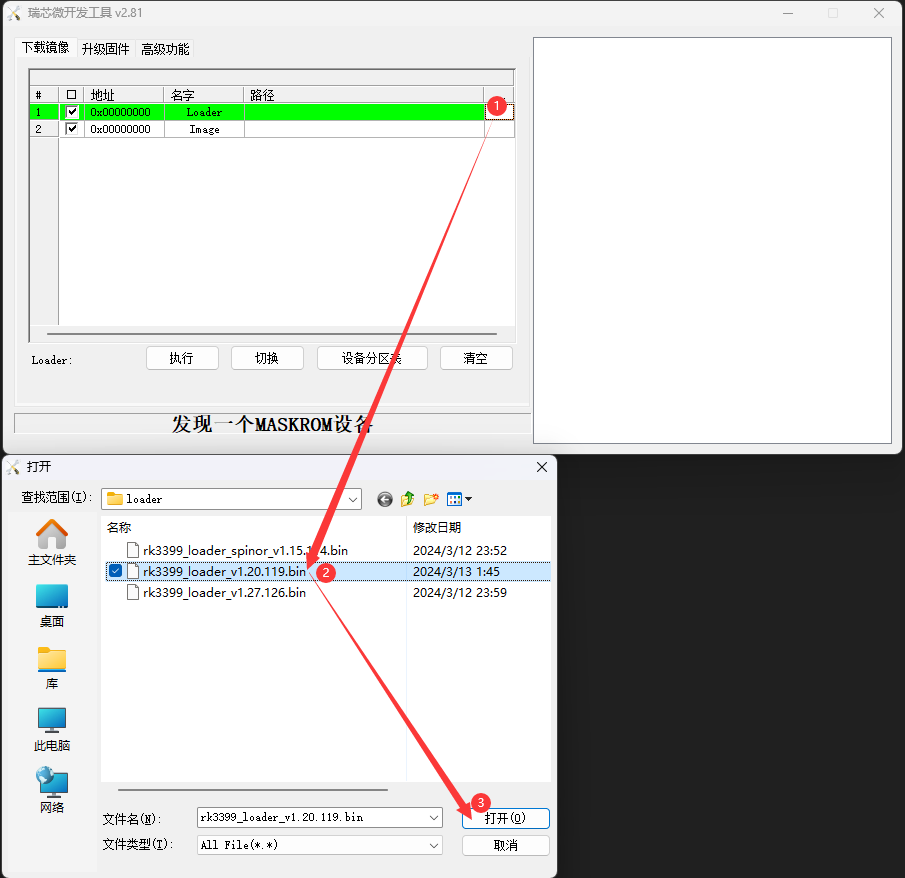 瑞芯微开发工具 v2.81
下载镜像 升级固件 高级功能
# 地址 名字 路径
1 0x00000000 Loader
2 0x00000000 Image
1
Loader: 执行 切换 设备分区表 清空
发现一个MASKROM设备
打开
查找范围(I): loader
名称 修改日期
主文件夹
桌面
库
此电脑
网络
rk3399_loader_spinor_v1.15.114.bin 2024/3/12 23:52
rk3399_loader_v1.20.119.bin 2 2024/3/13 1:45
rk3399_loader_v1.27.126.bin 2024/3/12 23:59
3
文件名(N): rk3399_loader_v1.20.119.bin 打开(O)
文件类型(T): All File(*.*) 取消